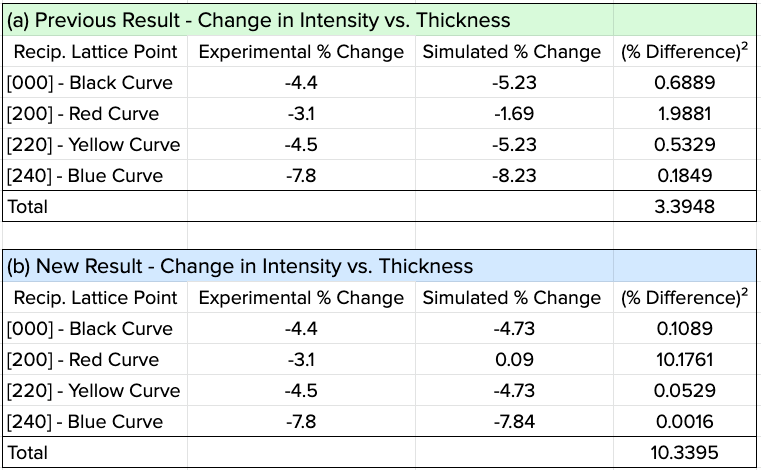 (a) Previous Result - Change in Intensity vs. Thickness
Recip. Lattice Point Experimental % Change Simulated % Change (% Difference)²
[000] - Black Curve -4.4 -5.23 0.6889
[200] - Red Curve -3.1 -1.69 1.9881
[220] - Yellow Curve -4.5 -5.23 0.5329
[240] - Blue Curve -7.8 -8.23 0.1849
Total 3.3948
(b) New Result - Change in Intensity vs. Thickness
Recip. Lattice Point Experimental % Change Simulated % Change (% Difference)²
[000] - Black Curve -4.4 -4.73 0.1089
[200] - Red Curve -3.1 0.09 10.1761
[220] - Yellow Curve -4.5 -4.73 0.0529
[240] - Blue Curve -7.8 -7.84 0.0016
Total 10.3395